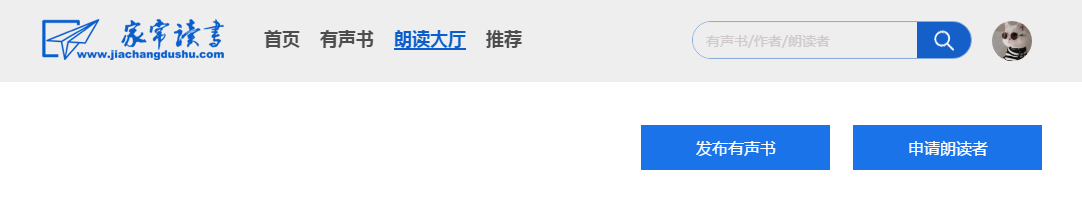 家常读书
www.jiachangdushu.com
首页 有声书 朗读大厅 推荐
有声书/作者/朗读者
发布有声书 申请朗读者